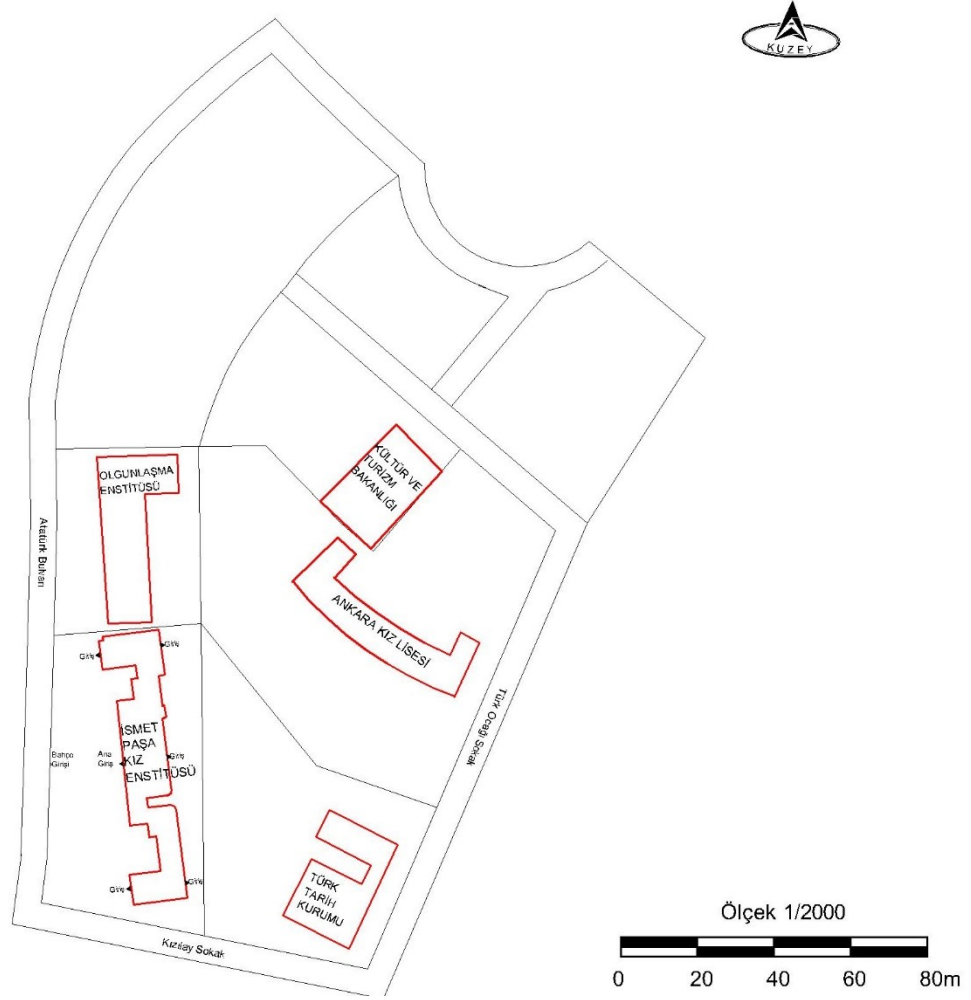 KUZEY
KÜLTÜR VE
TURİZM
BAKANLIĞI
OLGUNLAŞMA
ENSTİTÜSÜ
Atatürk Bulvarı
ANKARA KIZ LİSESİ
Giriş
Giriş
İSMET
PAŞA
KIZ
ENSTİTÜSÜ
Bahçe
Girişi
Ana
Giriş
Giriş
Türk Ocağı Sokak
Giriş
Giriş
TÜRK
TARİH
KURUMU
Kızılay Sokak
Ölçek 1/2000
0 20 40 60 80m